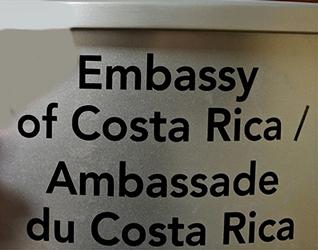 Embassy
of Costa Rica /
Ambassade
du Costa Rica